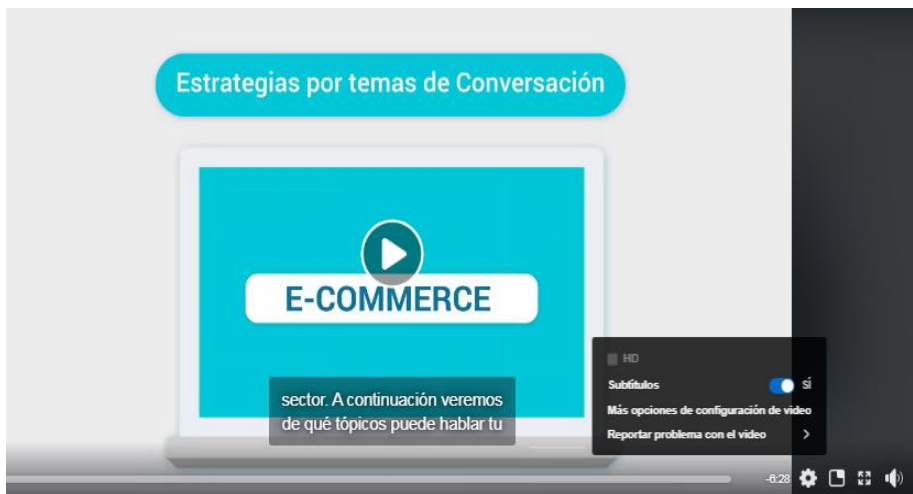 Estrategias por temas de Conversación
E-COMMERCE
sector. A continuación veremos
de qué tópicos puede hablar tu
HD
Subtítulos SÍ
Más opciones de configuración de video
Reportar problema con el video
-6:28